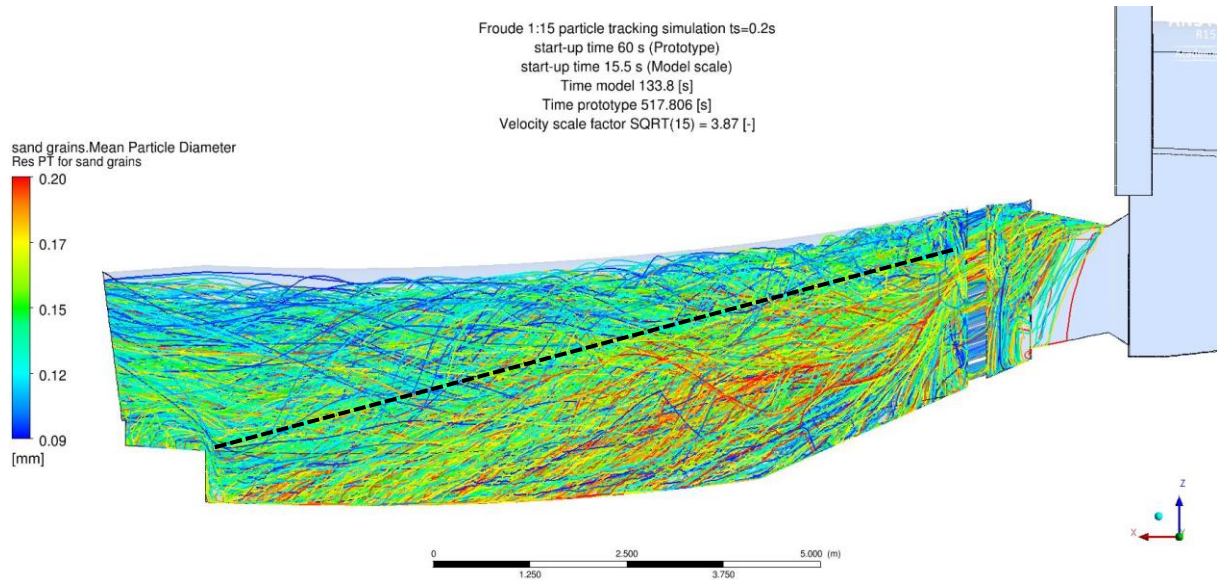 Froude 1:15 particle tracking simulation ts=0.2s
start-up time 60 s (Prototype)
start-up time 15.5 s (Model scale)
Time model 133.8 [s]
Time prototype 517.806 [s]
Velocity scale factor SQRT(15) = 3.87 [-]
R15
sand grains.Mean Particle Diameter
Res PT for sand grains
0.20
0.17
0.15
0.12
0.09
[mm]
Z
X
Y
0 2.500 5.000 (m)
1.250 3.750